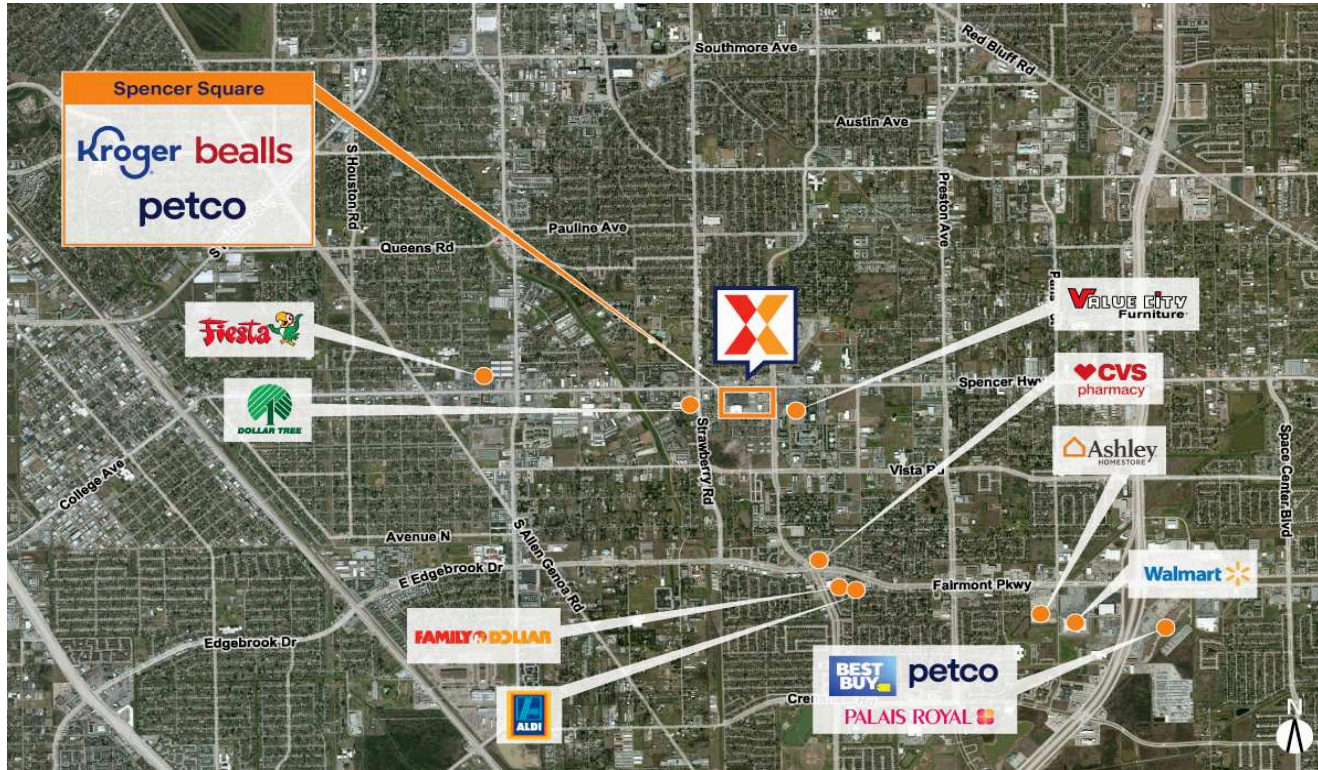 Southmore Ave
Red Bluff Rd
Spencer Square
Kroger bealls
petco
Austin Ave
S Houston Rd
Preston Ave
Pauline Ave
Queens Rd
Fiesta
VALUE CITY
Furniture
Spencer Hwy
CVS
pharmacy
DOLLAR TREE
Ashley
HOMESTORE
Strawberry Rd
Vista Rd
Space Center Blvd
College Ave
S Allen Genoa Rd
Avenue N
E Edgebrook Dr
Fairmont Pkwy
Walmart
FAMILY DOLLAR
Edgebrook Dr
BEST
BUY
petco
PALAIS ROYAL
ALDI
N